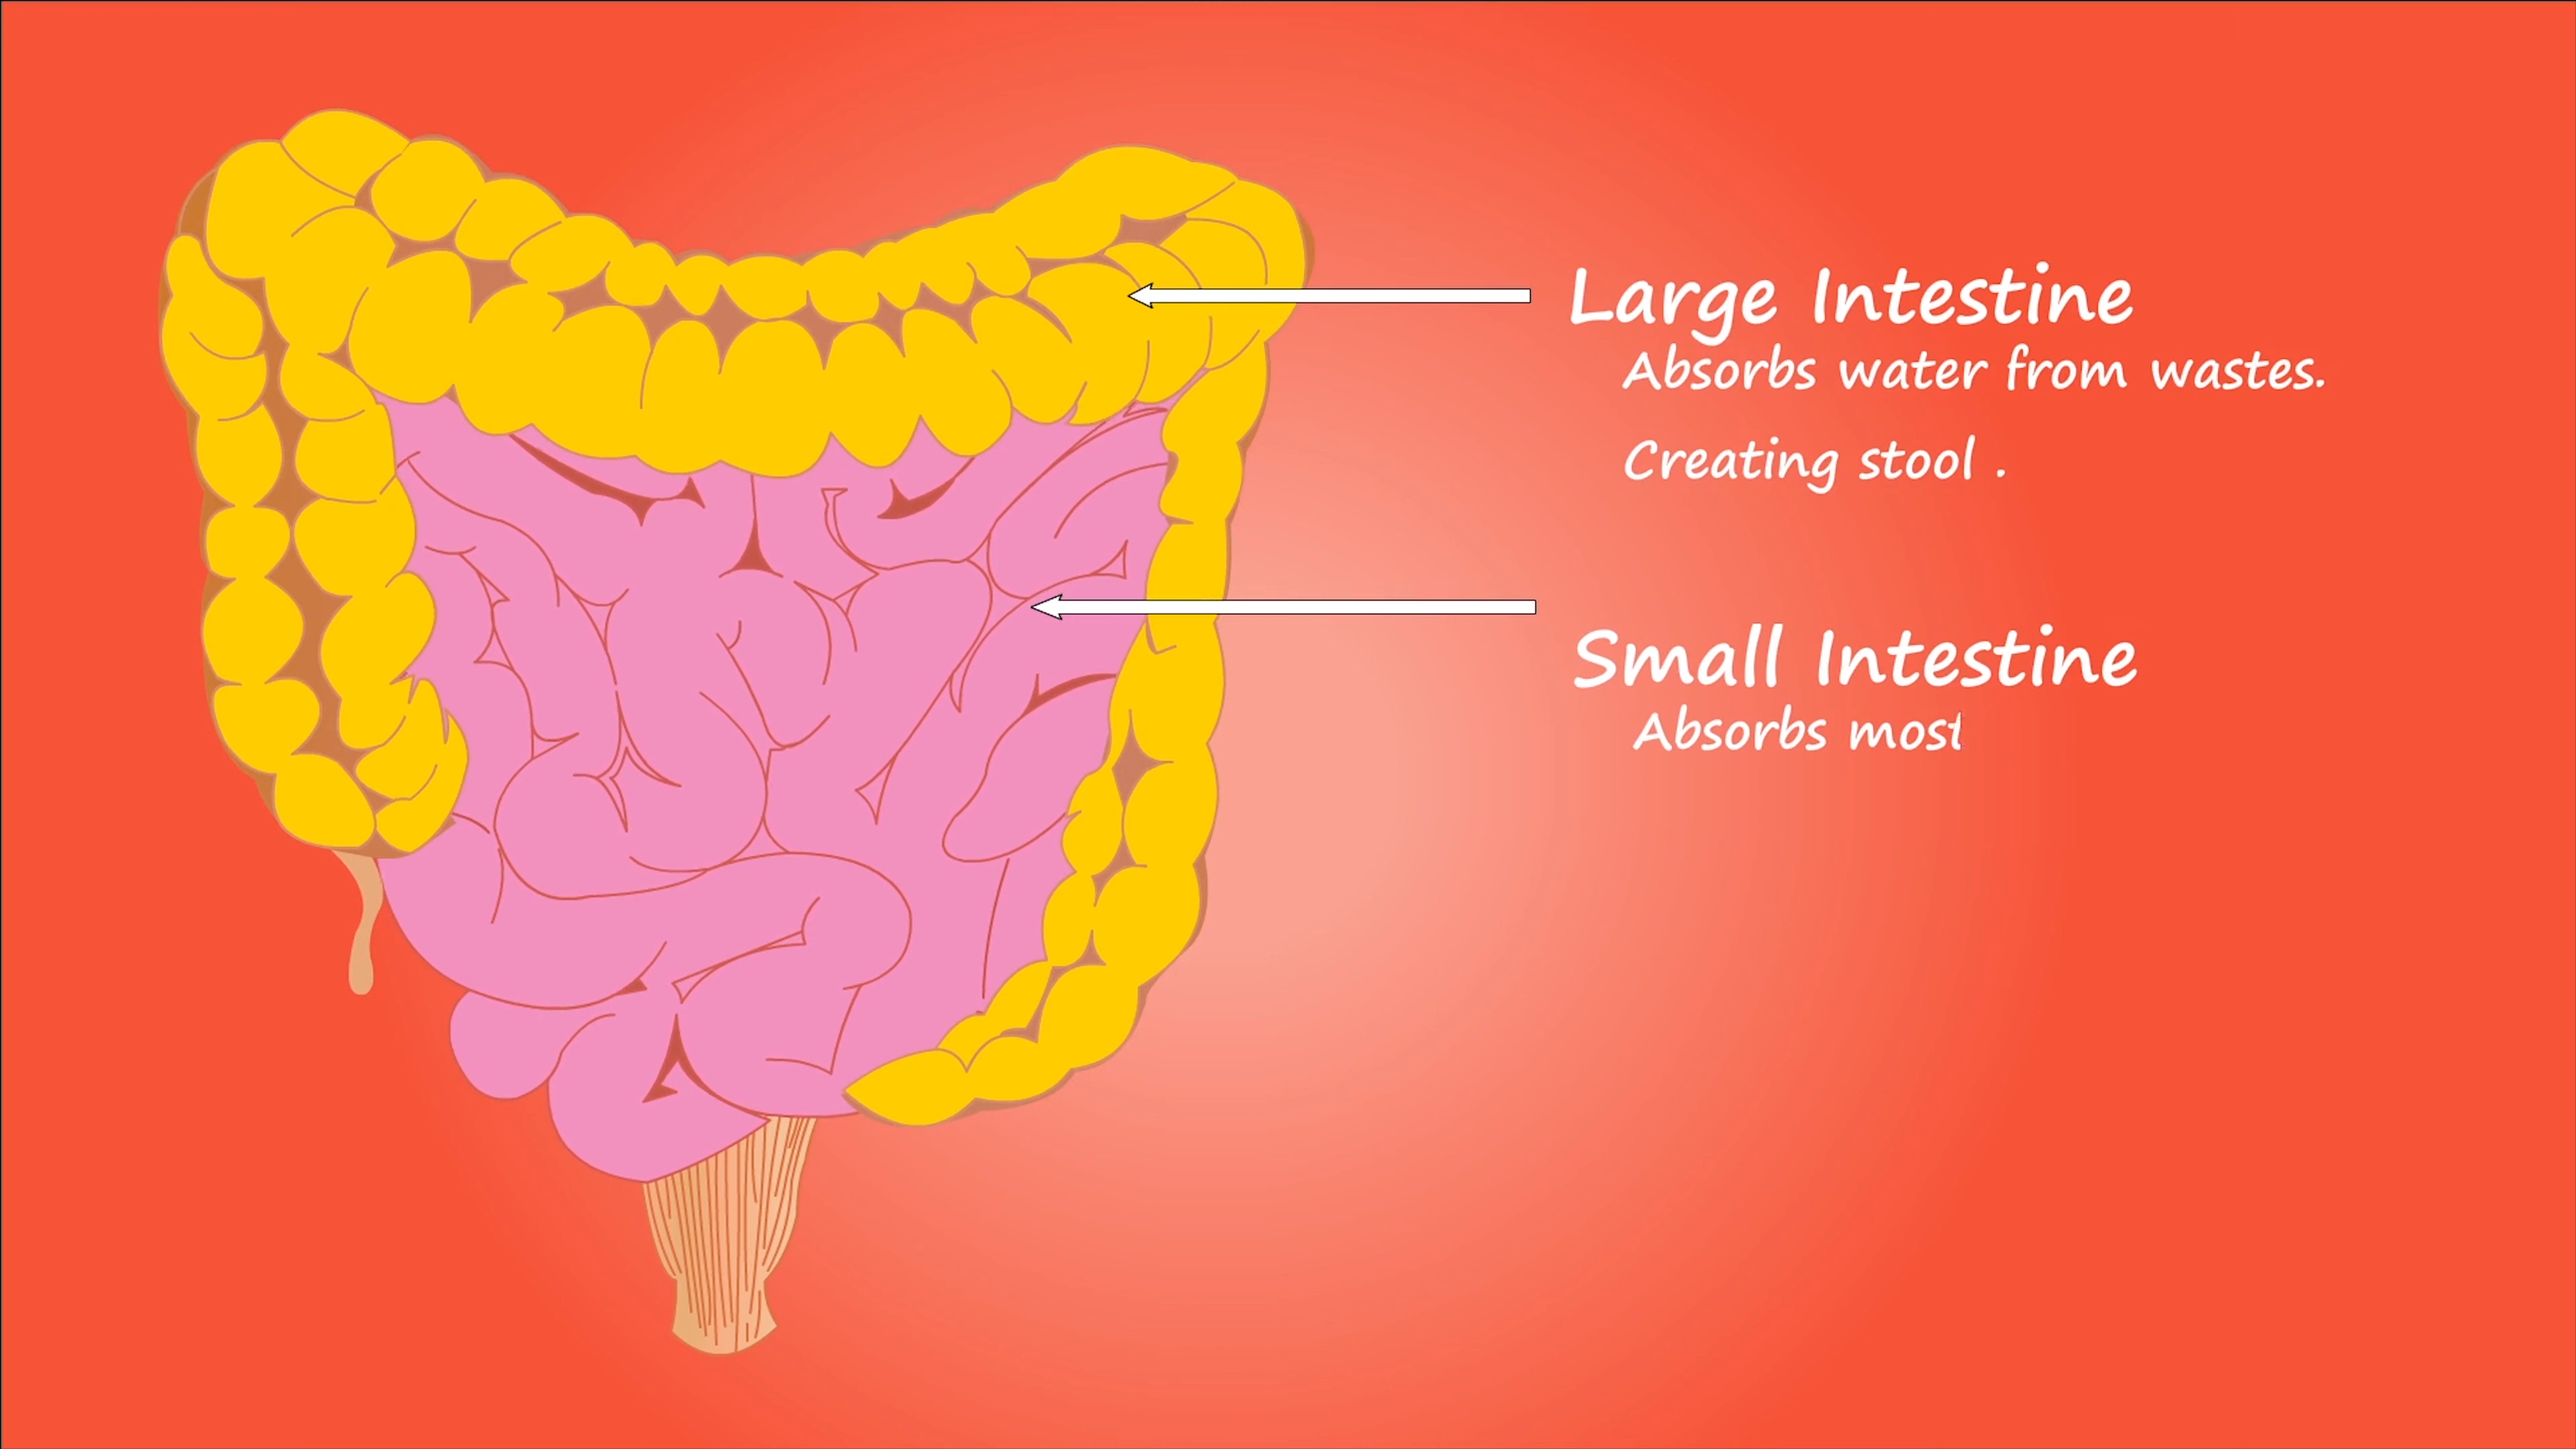 Large Intestine
Absorbs water from wastes.
Creating stool .
Small Intestine
Absorbs most